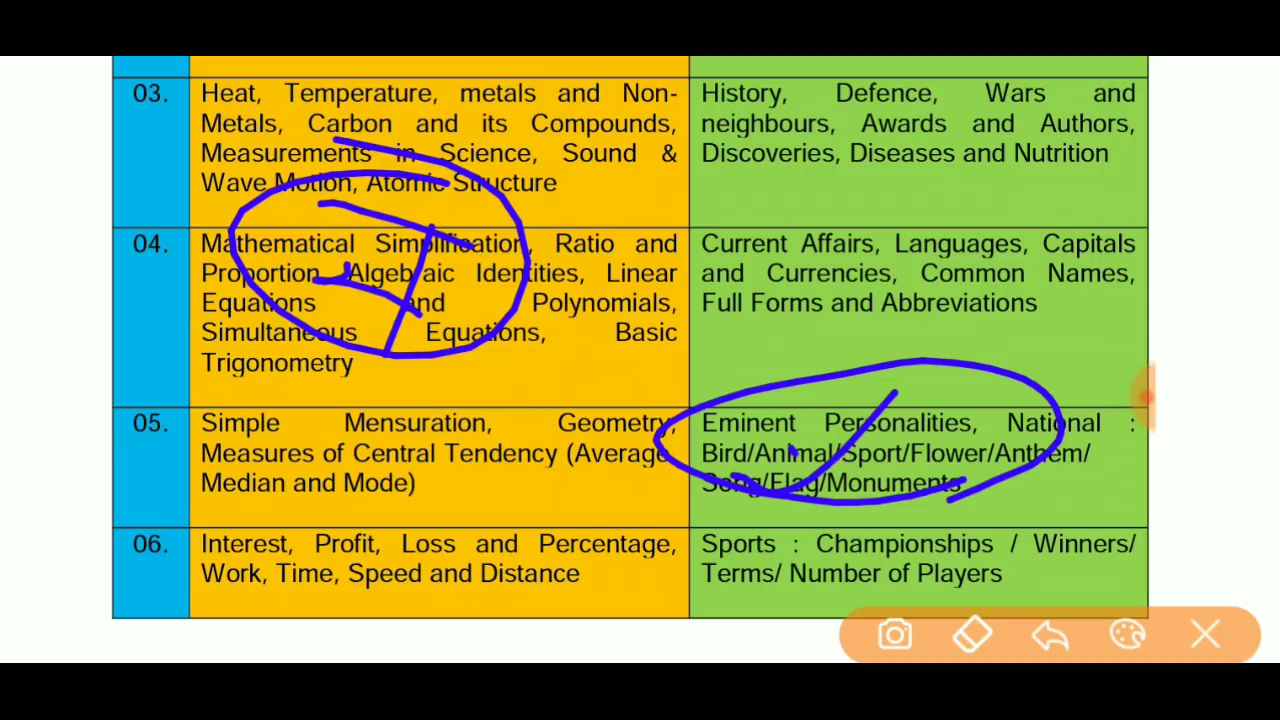 03.
Heat, Temperature, metals and Non-
Metals, Carbon and its Compounds,
Measurements in Science, Sound &
Wave Motion, Atomic Structure
History, Defence, Wars and
neighbours, Awards and Authors,
Discoveries, Diseases and Nutrition
04.
Mathematical Simplification, Ratio and
Proportion, Algebraic Identities, Linear
Equations and Polynomials,
Simultaneous Equations, Basic
Trigonometry
Current Affairs, Languages, Capitals
and Currencies, Common Names,
Full Forms and Abbreviations
05.
Simple Mensuration, Geometry,
Measures of Central Tendency (Average,
Median and Mode)
Eminent Personalities, National :
Bird/Animal/Sport/Flower/Anthem/
Song/Flag/Monuments
06.
Interest, Profit, Loss and Percentage,
Work, Time, Speed and Distance
Sports : Championships / Winners/
Terms/ Number of Players